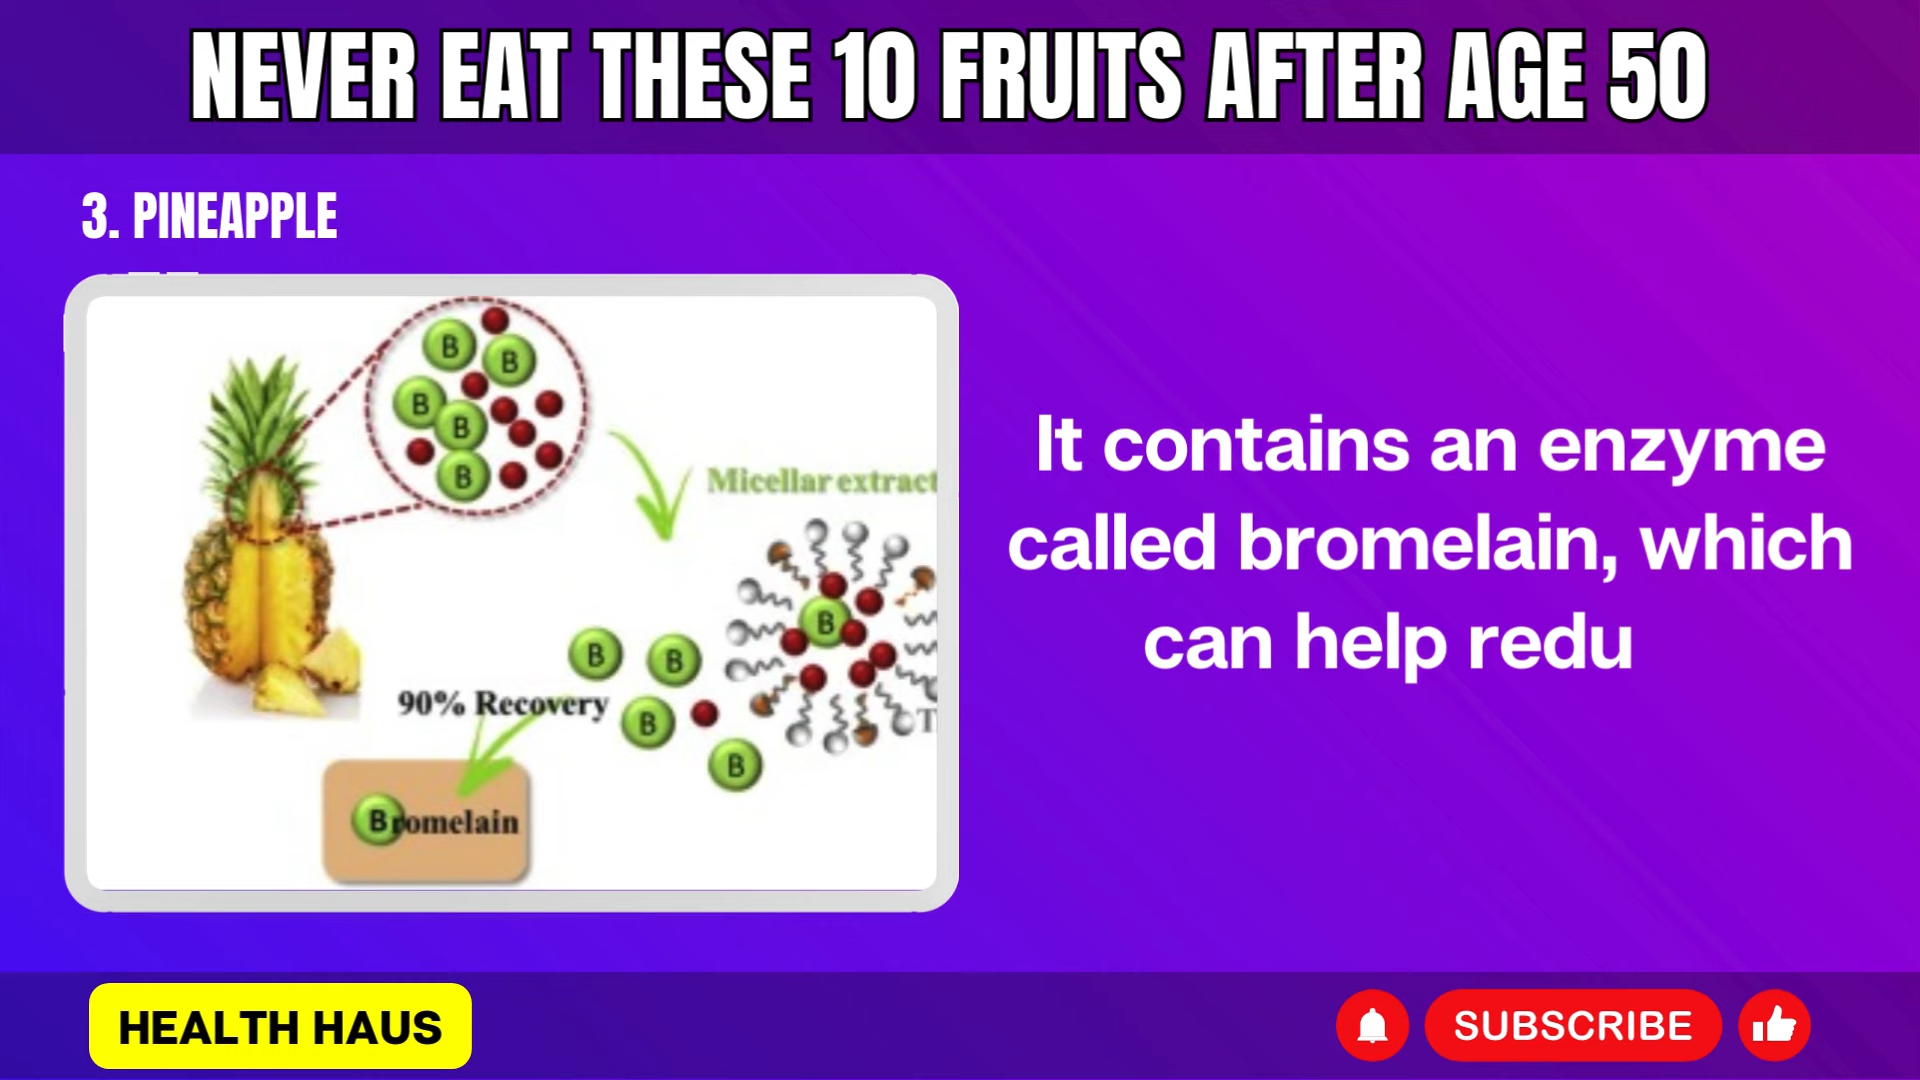 NEVER EAT THESE 10 FRUITS AFTER AGE 50
3. PINEAPPLE
B
B
B
B
B
Micellar extract
B
B
B
90% Recovery
B
T
B
Bromelain
It contains an enzyme
called bromelain, which
can help redu
HEALTH HAUS
SUBSCRIBE